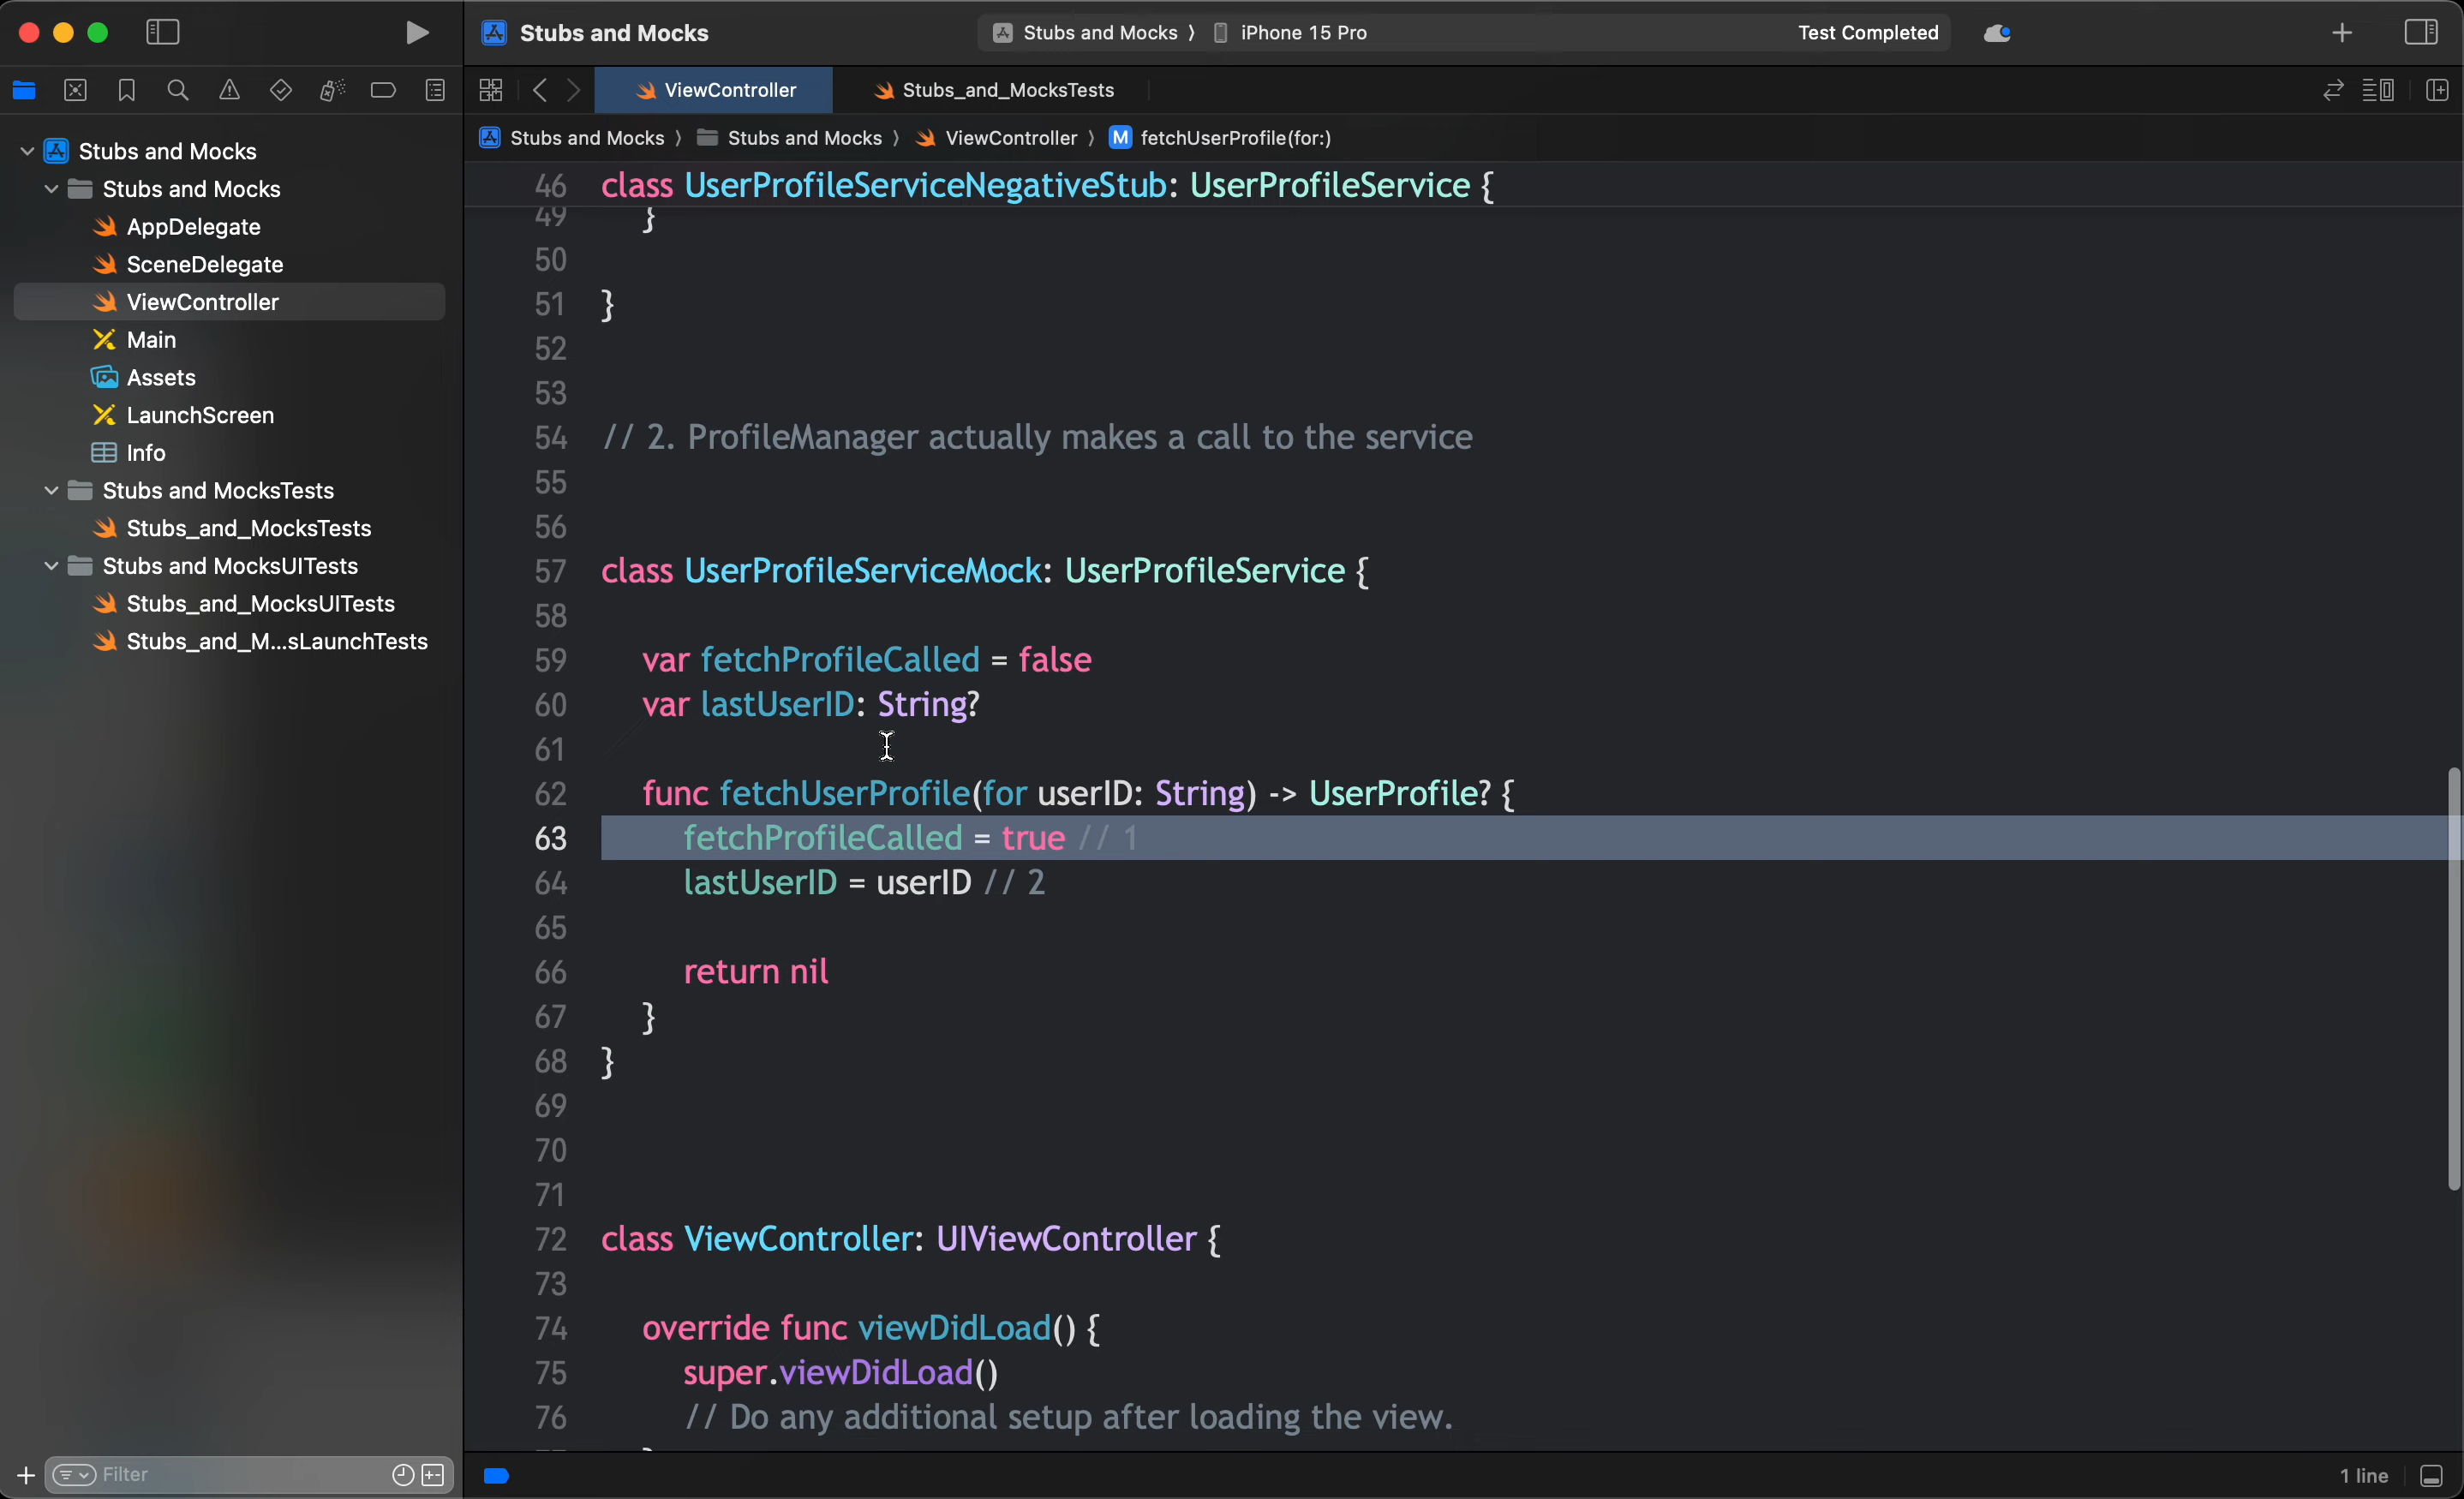 Stubs and Mocks
Stubs and Mocks 〉 iPhone 15 Pro
Test Completed
ViewController
Stubs_and_MocksTests
Stubs and Mocks 〉 Stubs and Mocks 〉 ViewController 〉 M fetchUserProfile(for:)
Stubs and Mocks
Stubs and Mocks
AppDelegate
SceneDelegate
ViewController
Main
Assets
LaunchScreen
Info
Stubs and MocksTests
Stubs_and_MocksTests
Stubs and MocksUITests
Stubs_and_MocksUITests
Stubs_and_M...sLaunchTests
Filter
46 class UserProfileServiceNegativeStub: UserProfileService {
49 }
50
51 }
52
53
54 // 2. ProfileManager actually makes a call to the service
55
56
57 class UserProfileServiceMock: UserProfileService {
58
59 var fetchProfileCalled = false
60 var lastUserID: String?
61
62 func fetchUserProfile(for userID: String) -> UserProfile? {
63 fetchProfileCalled = true // 1
64 lastUserID = userID // 2
65
66 return nil
67 }
68 }
69
70
71
72 class ViewController: UIViewController {
73
74 override func viewDidLoad() {
75 super.viewDidLoad()
76 // Do any additional setup after loading the view.
1 line